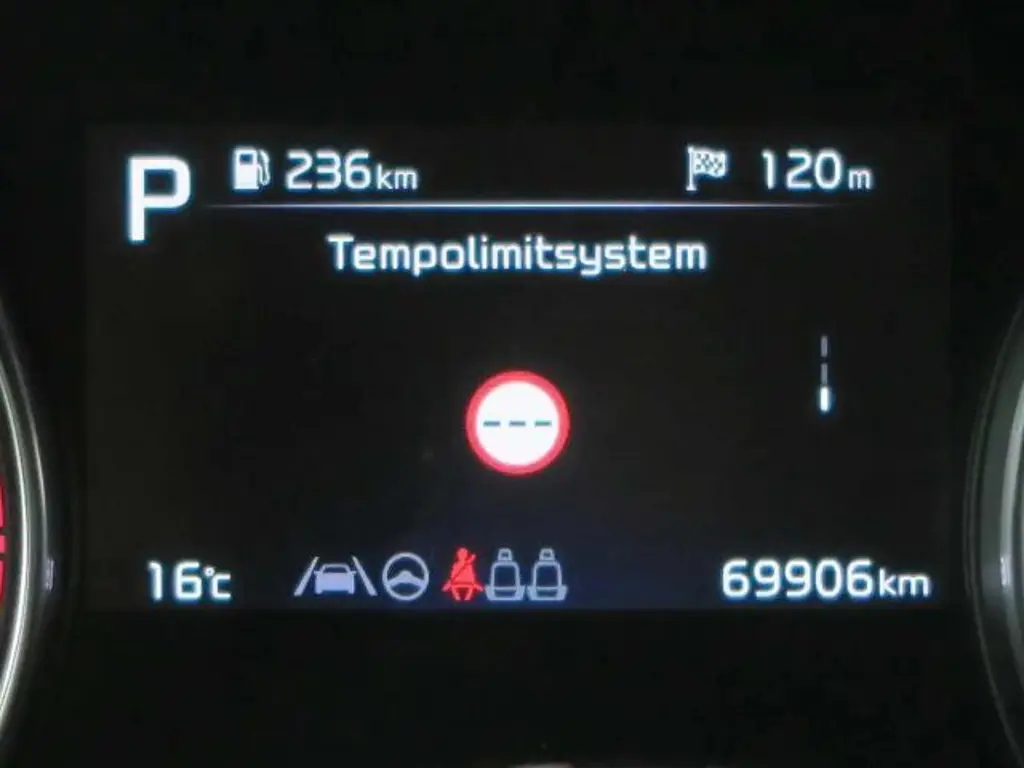 P
236km
120m
Tempolimitsystem
---
16°C
69906km